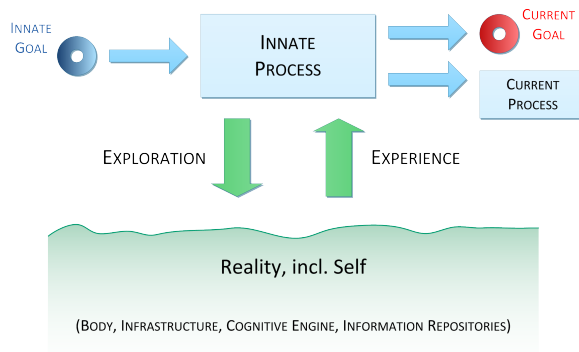 INNATE
GOAL
INNATE
PROCESS
CURRENT
GOAL
CURRENT
PROCESS
EXPLORATION
EXPERIENCE
Reality, incl. Self
(BODY, INFRASTRUCTURE, COGNITIVE ENGINE, INFORMATION REPOSITORIES)